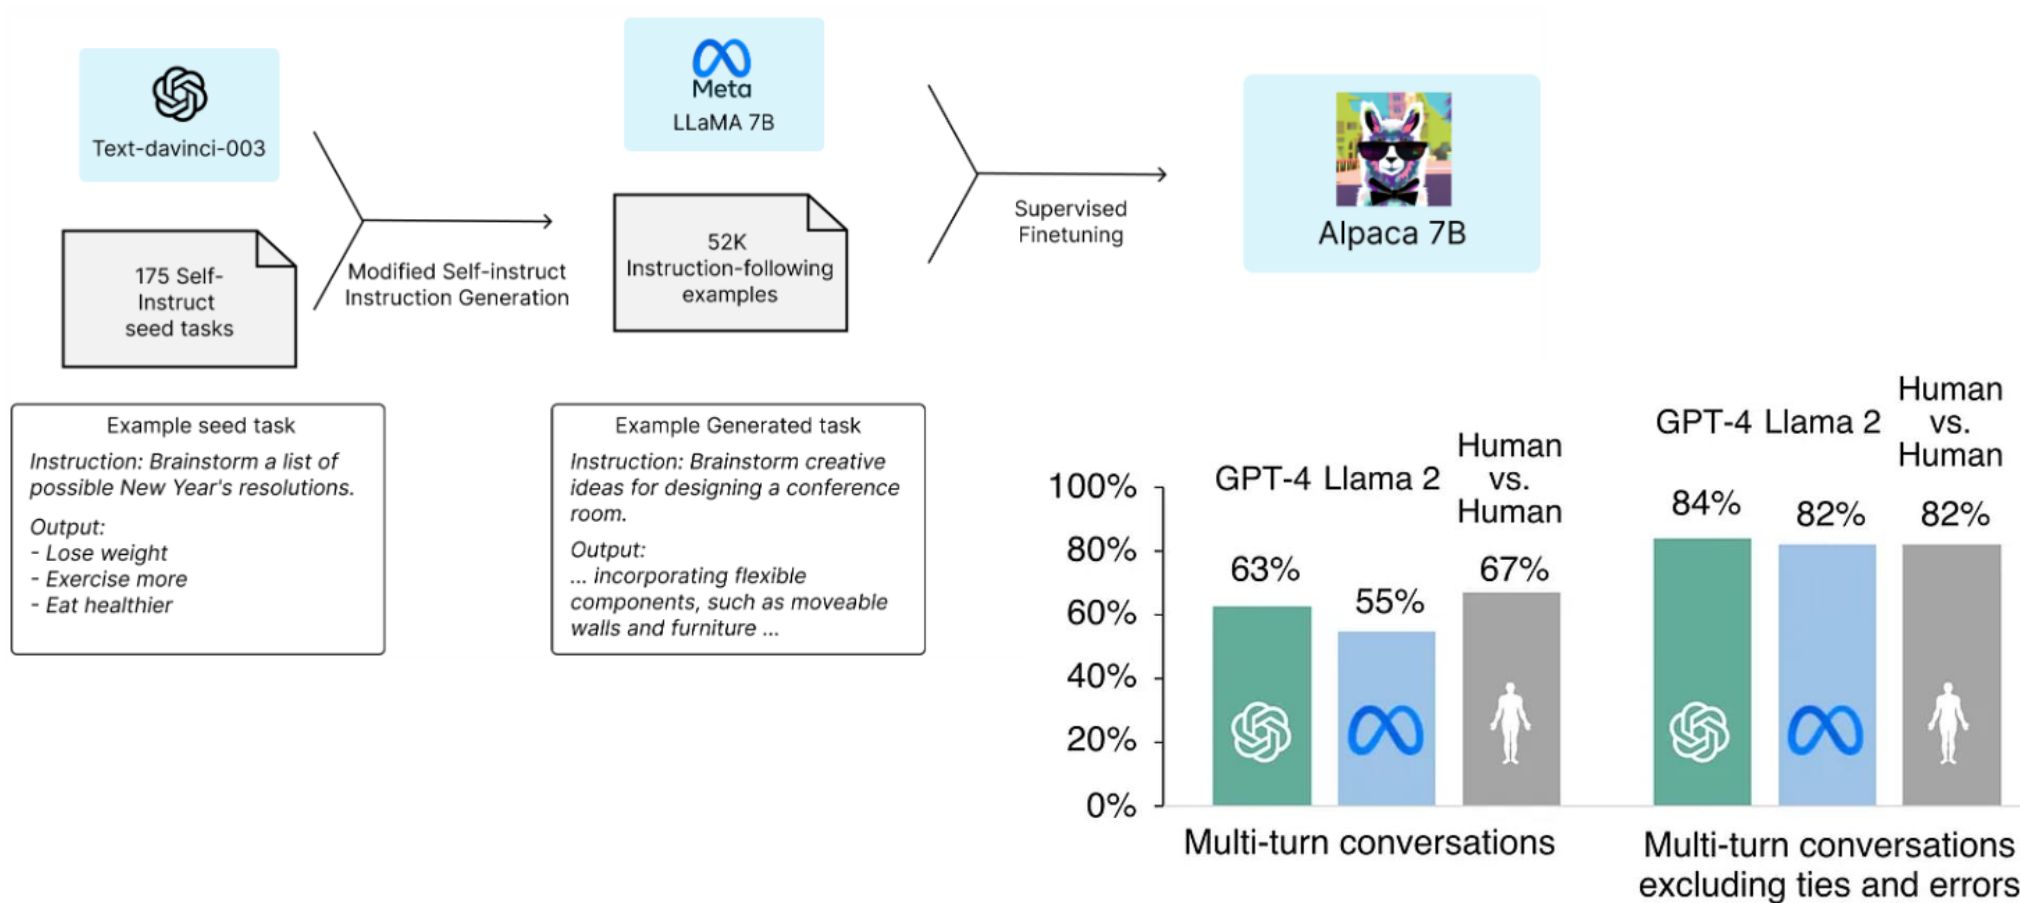 Text-davinci-003
175 Self-
Instruct
seed tasks
Modified Self-instruct
Instruction Generation
Meta
LLaMA 7B
52K
Instruction-following
examples
Supervised
Finetuning
Alpaca 7B
Example seed task
Instruction: Brainstorm a list of
possible New Year's resolutions.
Output:
- Lose weight
- Exercise more
- Eat healthier
Example Generated task
Instruction: Brainstorm creative
ideas for designing a conference
room.
Output:
... incorporating flexible
components, such as moveable
walls and furniture ...
100%
80%
60%
40%
20%
0%
GPT-4 Llama 2
Human
vs.
Human
63%
55%
67%
Multi-turn conversations
GPT-4 Llama 2
Human
vs.
Human
84%
82%
82%
Multi-turn conversations
excluding ties and errors